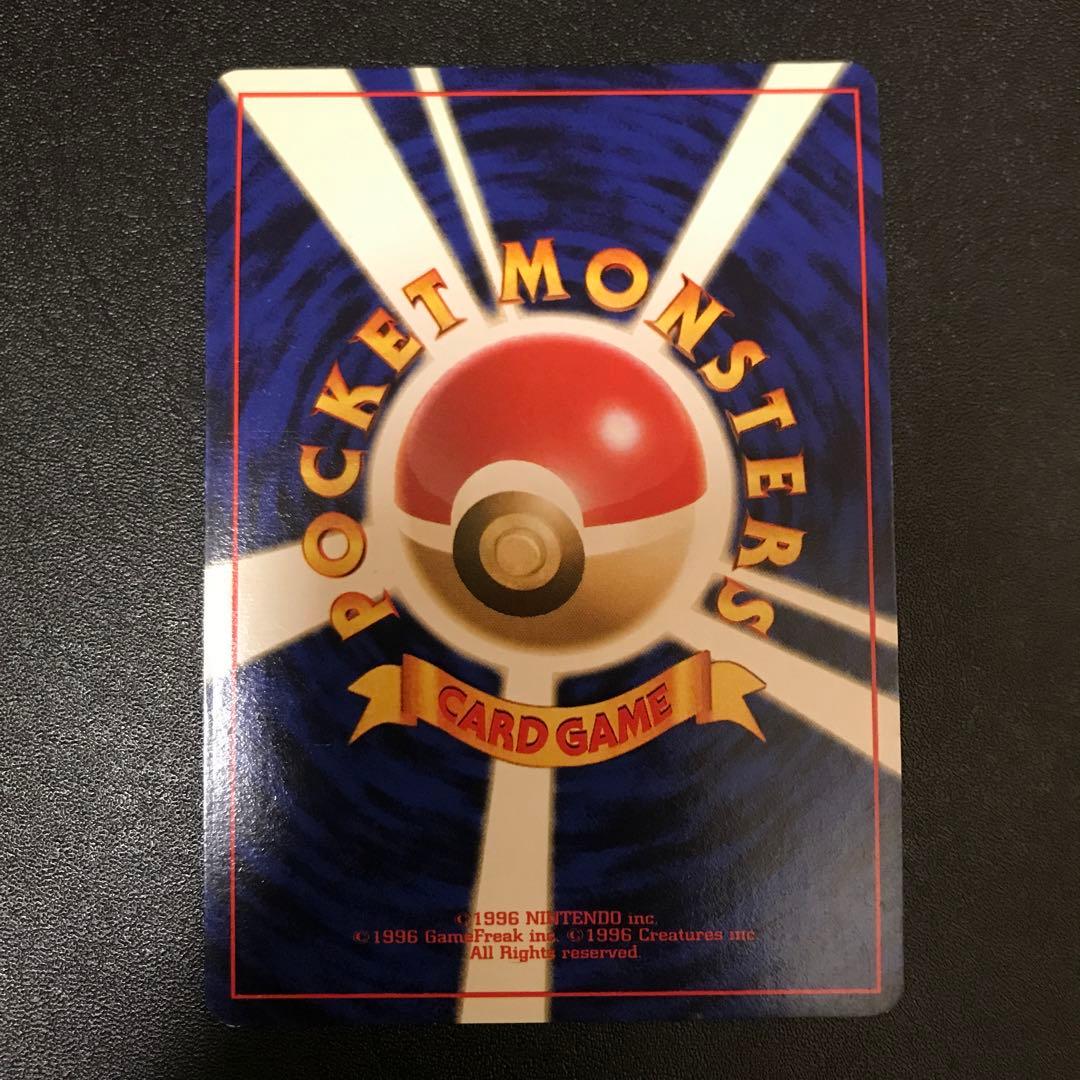 POCKET MONSTERS
CARD GAME
©1996 NINTENDO inc.
©1996 GameFreak inc. ©1996 Creatures inc.
All Rights reserved.